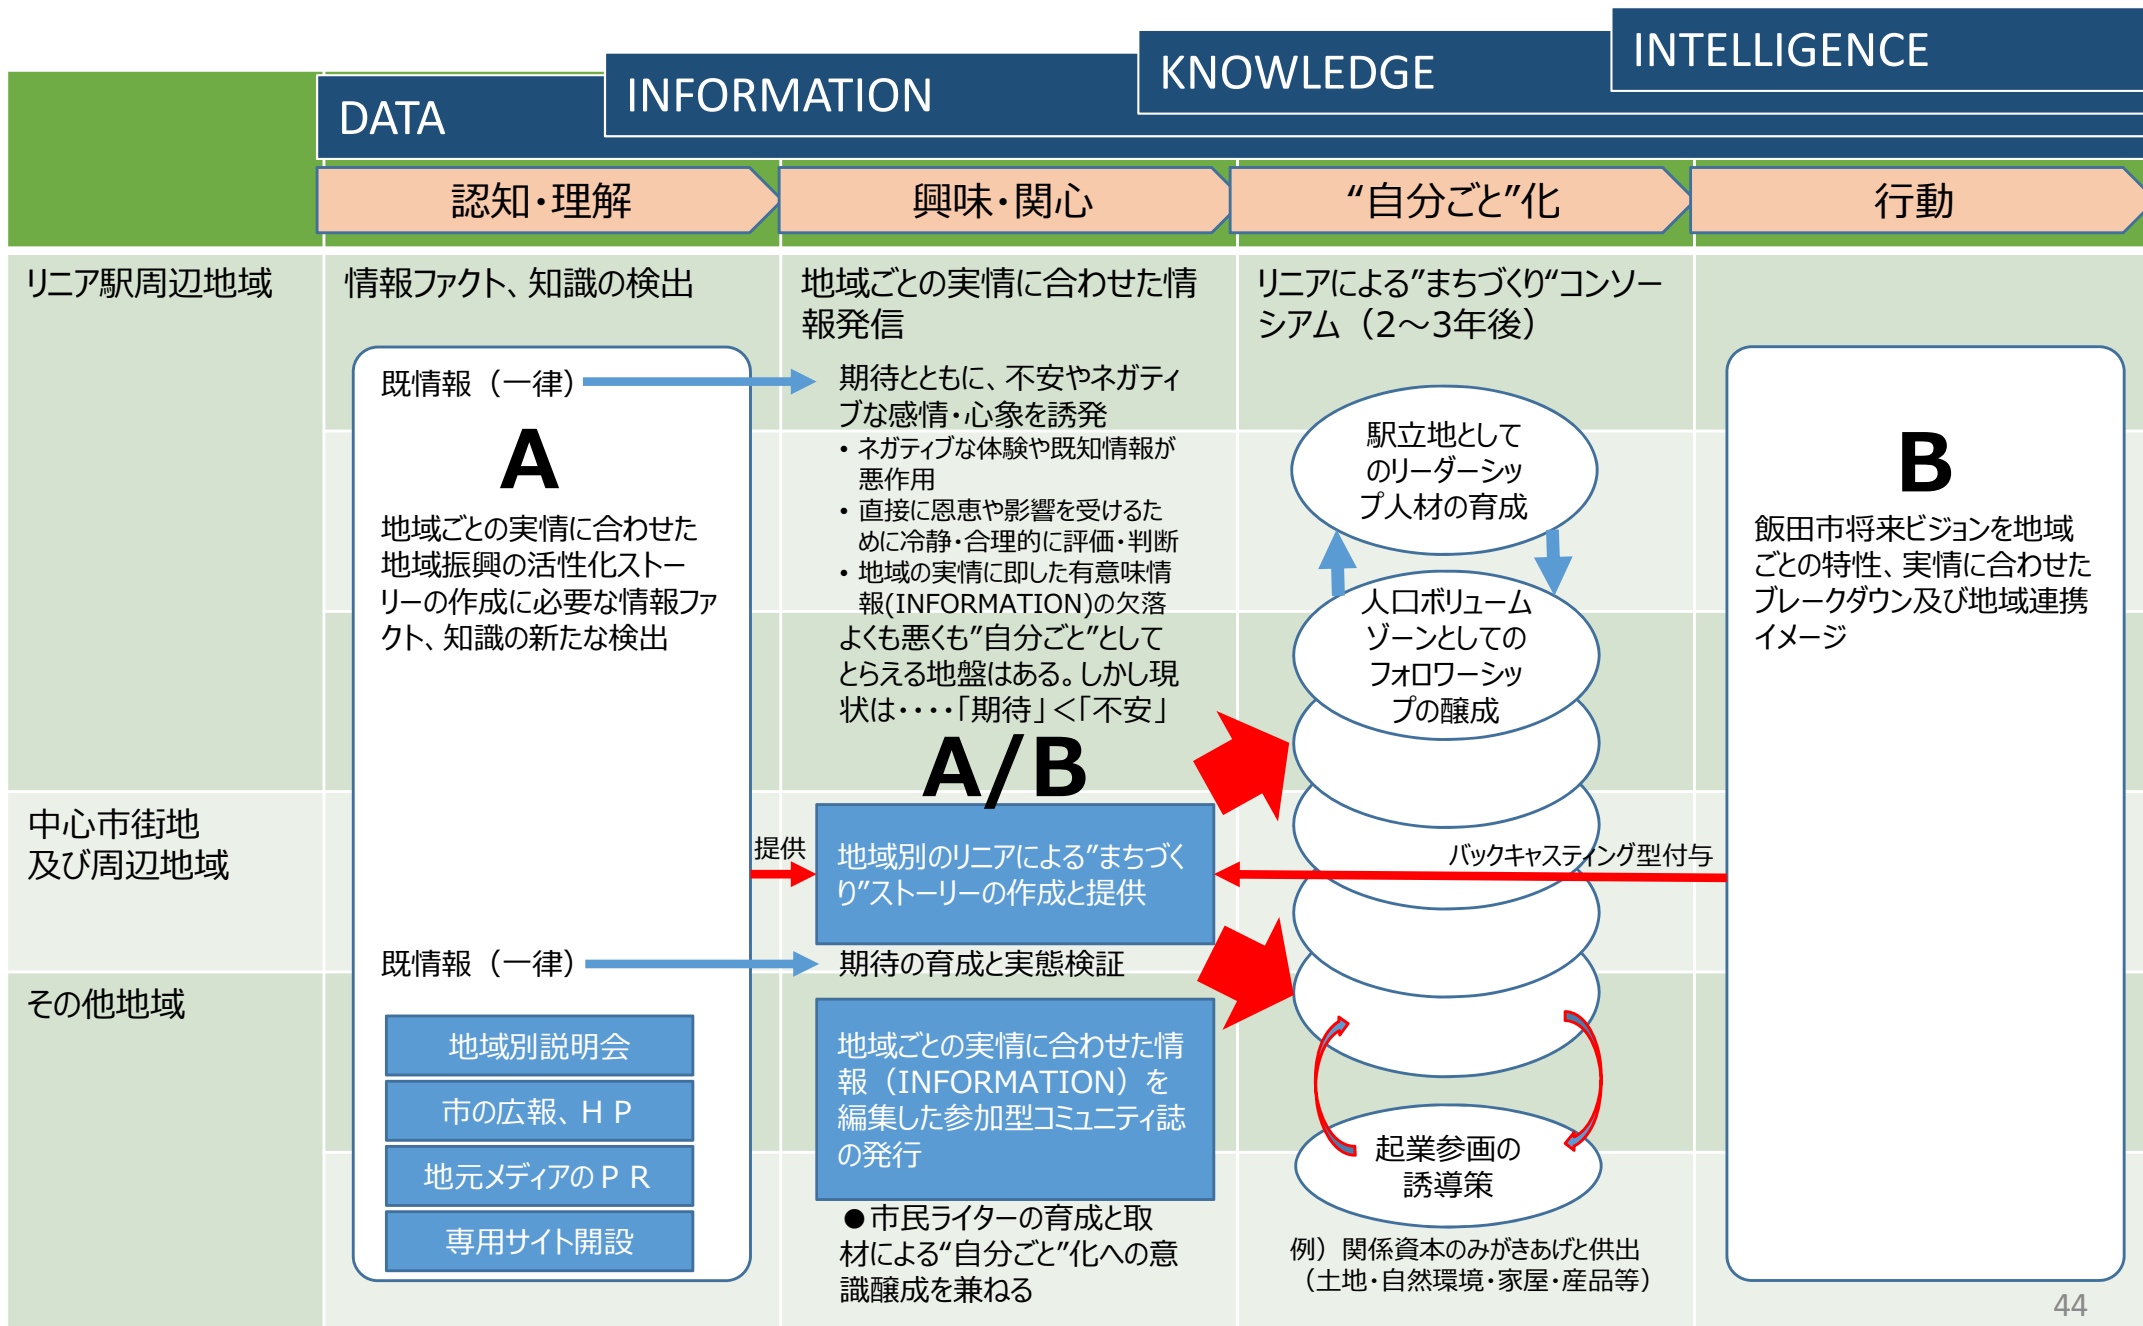 DATA
INFORMATION
KNOWLEDGE
INTELLIGENCE
認知・理解
興味・関心
“自分ごと”化
行動
リニア駅周辺地域
情報ファクト、知識の検出
地域ごとの実情に合わせた情
報発信
リニアによる”まちづくり“コンソー
シアム（2～3年後）
既情報（一律）
A
地域ごとの実情に合わせた
地域振興の活性化ストー
リーの作成に必要な情報ファ
クト、知識の新たな検出
期待とともに、不安やネガティ
ブな感情・心象を誘発
• ネガティブな体験や既知情報が
悪作用
• 直接に恩恵や影響を受けるた
めに冷静・合理的に評価・判断
• 地域の実情に即した有意味情
報(INFORMATION)の欠落
よくも悪くも”自分ごと”として
とらえる地盤はある。しかし現
状は・・・・「期待」＜「不安」
A/B
駅立地として
のリーダーシッ
プ人材の育成
人口ボリューム
ゾーンとしての
フォロワーシッ
プの醸成
B
飯田市将来ビジョンを地域
ごとの特性、実情に合わせた
ブレークダウン及び地域連携
イメージ
中心市街地
及び周辺地域
提供
地域別のリニアによる”まちづく
り”ストーリーの作成と提供
バックキャスティング型付与
既情報（一律）
期待の育成と実態検証
その他地域
地域別説明会
市の広報、ＨＰ
地元メディアのＰＲ
専用サイト開設
地域ごとの実情に合わせた情
報（INFORMATION）を
編集した参加型コミュニティ誌
の発行
●市民ライターの育成と取
材による“自分ごと”化への意
識醸成を兼ねる
起業参画の
誘導策
例）関係資本のみがきあげと供出
（土地・自然環境・家屋・産品等）
44